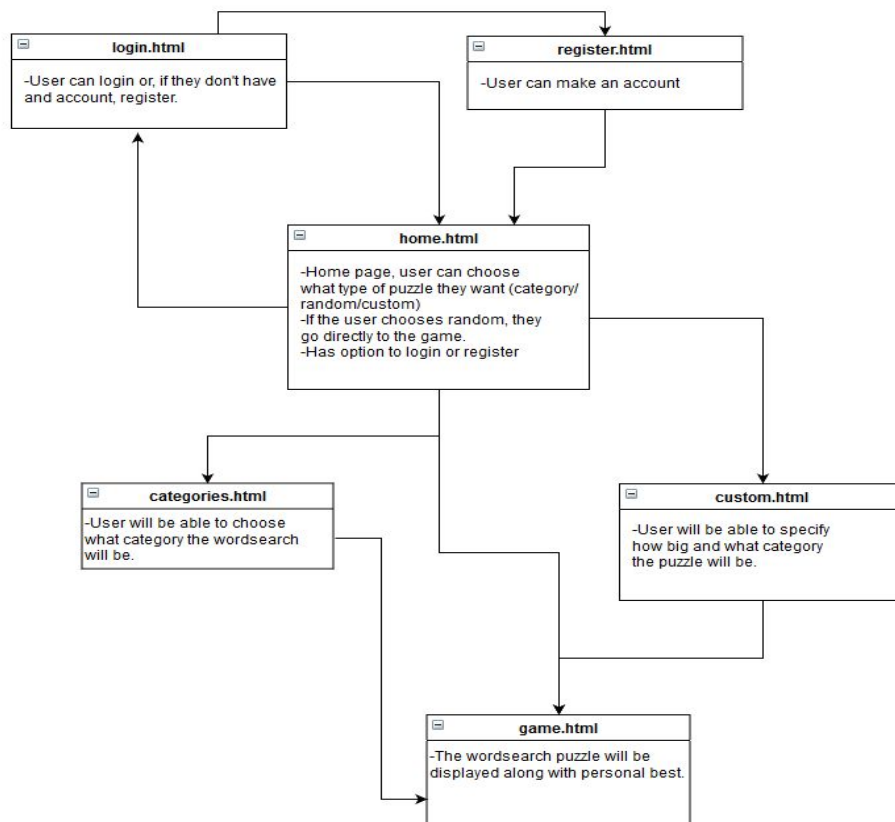 login.html
-User can login or, if they don't have
and account, register.
register.html
-User can make an account
home.html
-Home page, user can choose
what type of puzzle they want (category/
random/custom)
-If the user chooses random, they
go directly to the game.
-Has option to login or register
categories.html
-User will be able to choose
what category the wordsearch
will be.
custom.html
-User will be able to specify
how big and what category
the puzzle will be.
game.html
-The wordsearch puzzle will be
displayed along with personal best.